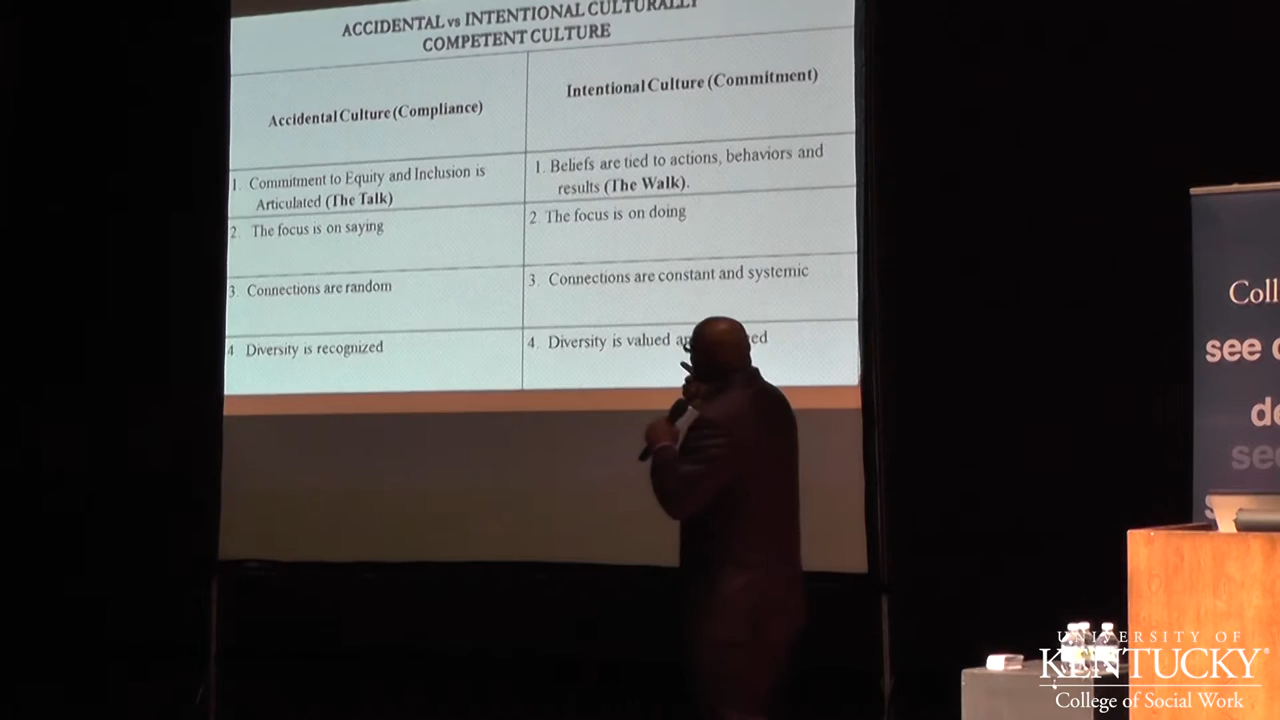 ACCIDENTAL vs INTENTIONAL CULTURALLY
COMPETENT CULTURE
Accidental Culture (Compliance)
Intentional Culture (Commitment)
1. Commitment to Equity and Inclusion is
Articulated (The Talk)
1. Beliefs are tied to actions, behaviors and
results (The Walk).
2. The focus is on saying
2. The focus is on doing
3. Connections are random
3. Connections are constant and systemic
4 Diversity is recognized
4. Diversity is valued
Coll
see
de
see
UNIVERSITY OF
KENTUCKY®
College of Social Work